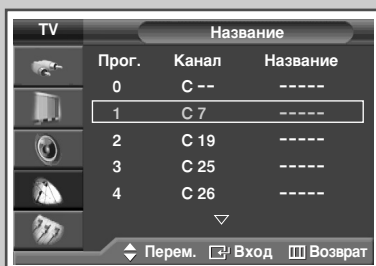 TV Название
Прог. Канал Название
0 C -- -----
1 C 7 -----
2 C 19 -----
3 C 25 -----
4 C 26 -----
Перем. Вход Возврат